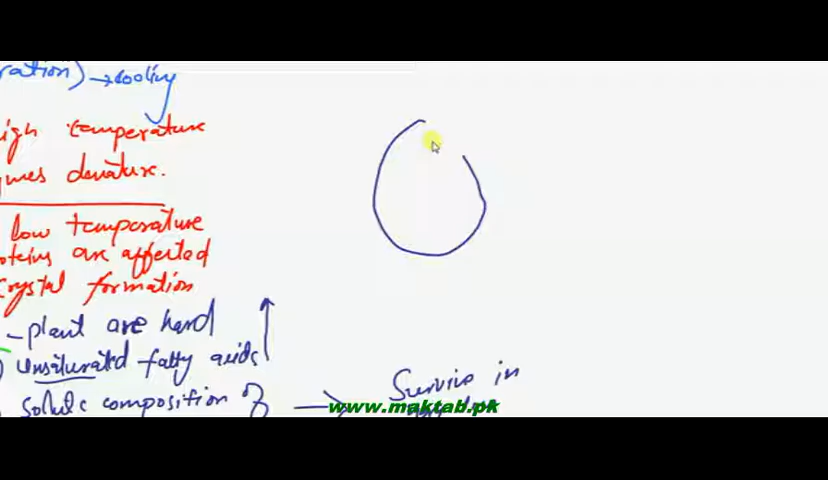 ration) → cooling
igh temperature
ymes denature.
low temperature
oteins are affected
crystal formation
- plant are hard
) unsaturated fatty acids
solute composition of → Survive in
www.maktab.pk